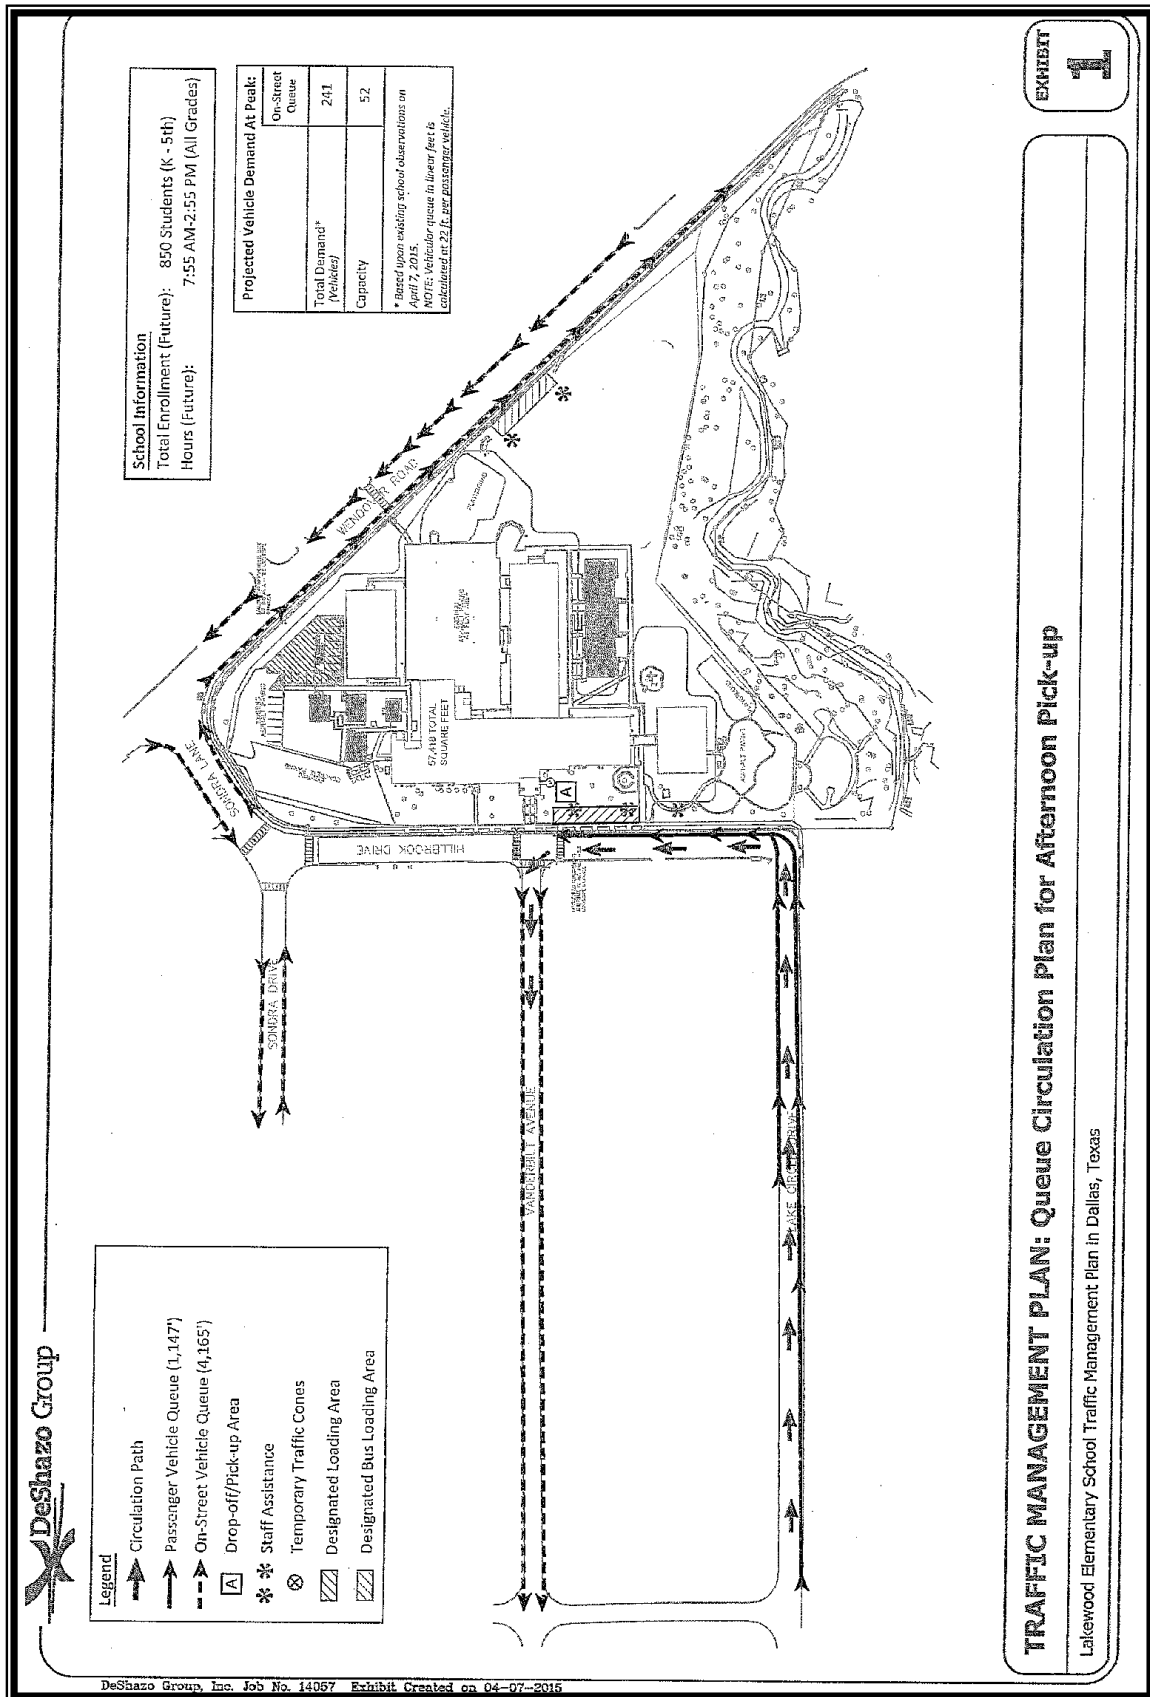 DeShazo Group
Legend
Circulation Path
Passenger Vehicle Queue (1,147')
On-Street Vehicle Queue (4,165')
A Drop-off/Pick-up Area
Staff Assistance
Temporary Traffic Cones
Designated Loading Area
Designated Bus Loading Area
School Information
Total Enrollment (Future): 850 Students (K - 5th)
Hours (Future): 7:55 AM-2:55 PM (All Grades)
Projected Vehicle Demand At Peak:
On-Street
Queue
Total Demand* 241
(Vehicles)
Capacity 52
* Based upon existing school observations on
April 7, 2015.
NOTE: Vehicular queue in linear feet is
calculated at 22 ft. per passenger vehicle.
SONDRA DRIVE
SONDRA LANE
WENDOVER ROAD
HILLBROOK DRIVE
VANDERBILT AVENUE
LAKE CIRCLE DRIVE
57,418 TOTAL
SQUARE FEET
PLAYGROUND
A
TRAFFIC MANAGEMENT PLAN: Queue Circulation Plan for Afternoon Pick-up
Lakewood Elementary School Traffic Management Plan in Dallas, Texas
EXHIBIT
1
DeShazo Group, Inc. Job No. 14057 Exhibit Created on 04-07-2015